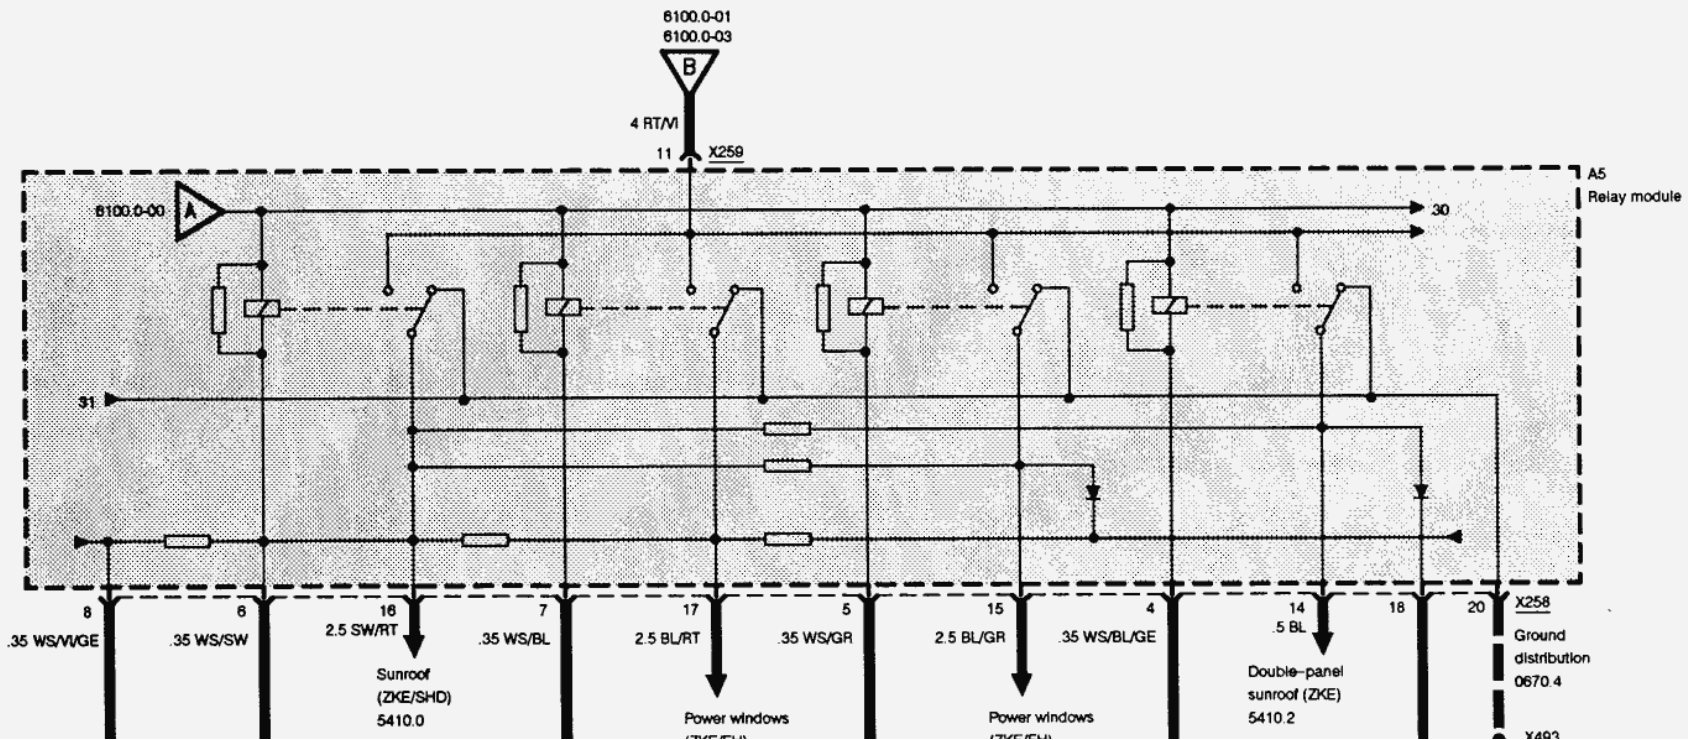 6100.0-01
6100.0-03
B
4 RT/VI
11 X259
A5
Relay module
6100.0-00 A
30
31
8
6
16
7
17
5
15
4
14
18
20
X258
.35 WS/VI/GE
.35 WS/SW
2.5 SW/RT
.35 WS/BL
2.5 BL/RT
.35 WS/GR
2.5 BL/GR
.35 WS/BL/GE
.5 BL
Ground
distribution
0670.4
Sunroof
(ZKE/SHD)
5410.0
Power windows
Power windows
Double-panel
sunroof (ZKE)
5410.2
X493